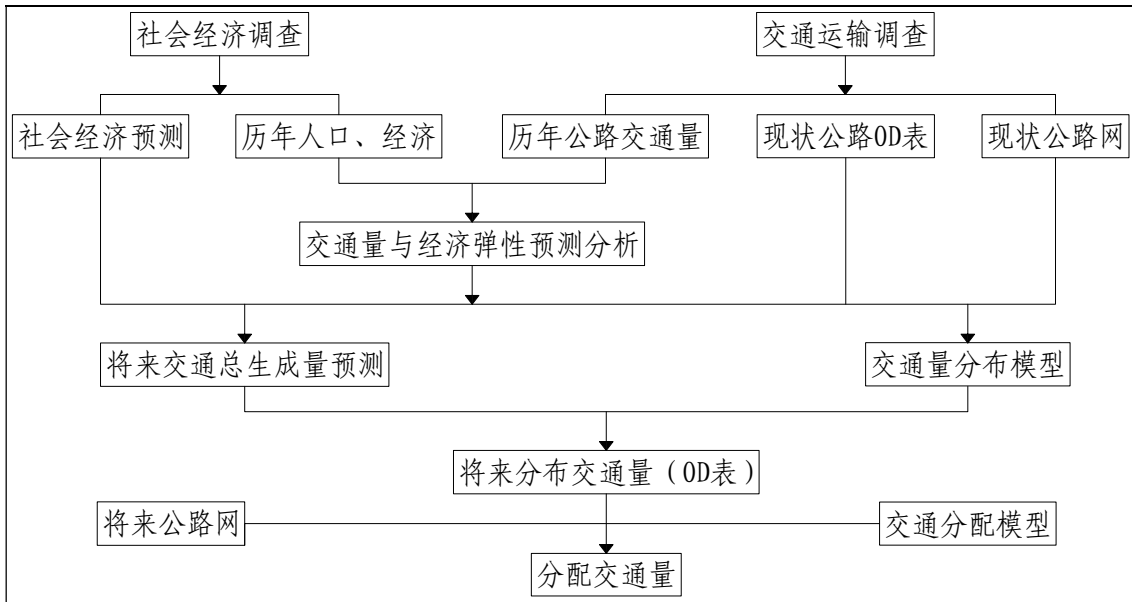 社会经济调查
交通运输调查
社会经济预测
历年人口、经济
历年公路交通量
现状公路OD表
现状公路网
交通量与经济弹性预测分析
将来交通总生成量预测
交通量分布模型
将来分布交通量(OD表)
将来公路网
交通分配模型
分配交通量